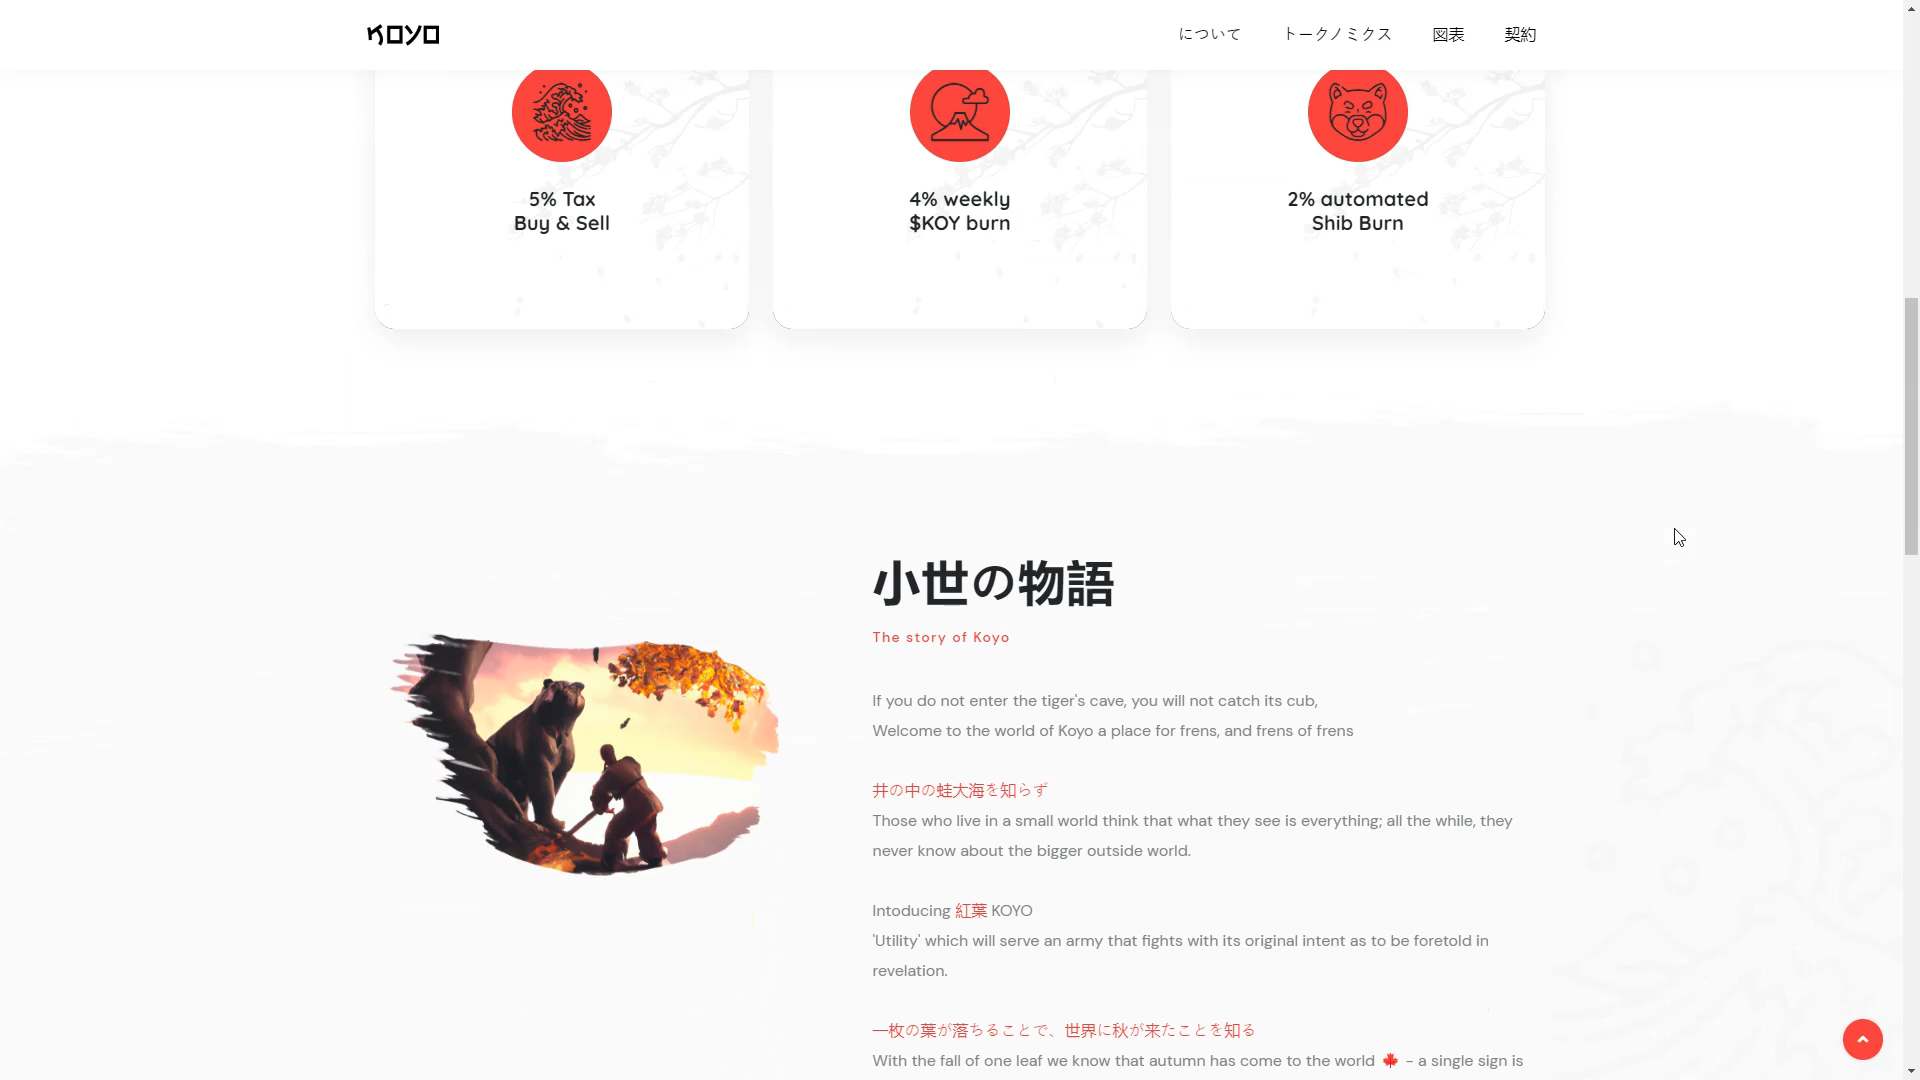 KOYO
について
トークノミクス
図表
契約
5% Tax
Buy & Sell
4% weekly
$KOY burn
2% automated
Shib Burn
小世の物語
The story of Koyo
If you do not enter the tiger's cave, you will not catch its cub,
Welcome to the world of Koyo a place for frens, and frens of frens
井の中の蛙大海を知らず
Those who live in a small world think that what they see is everything; all the while, they
never know about the bigger outside world.
Intoducing 紅葉 KOYO
'Utility' which will serve an army that fights with its original intent as to be foretold in
revelation.
一枚の葉が落ちることで、世界に秋が来たことを知る
With the fall of one leaf we know that autumn has come to the world 🍁 - a single sign is